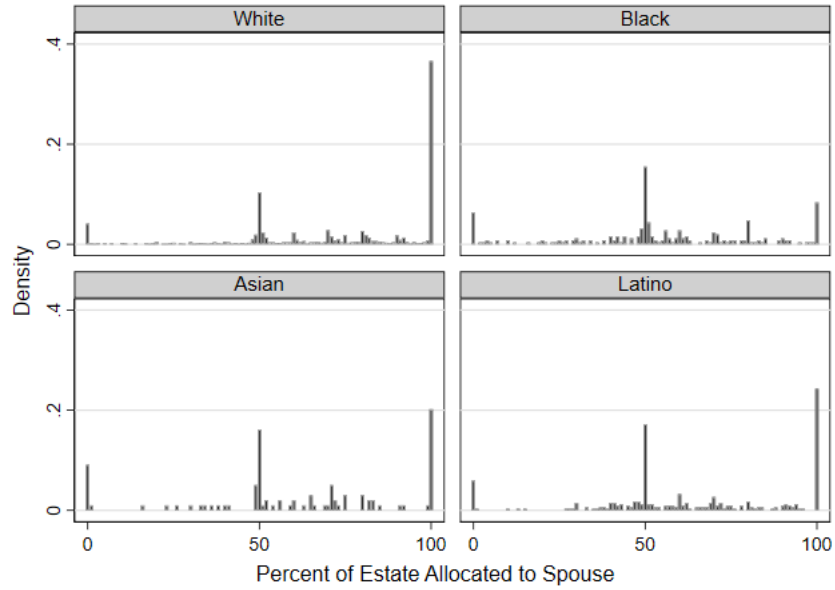 White
Black
.4
.2
0
Asian
Latino
.4
.2
0
Density
0
50
100
0
50
100
Percent of Estate Allocated to Spouse